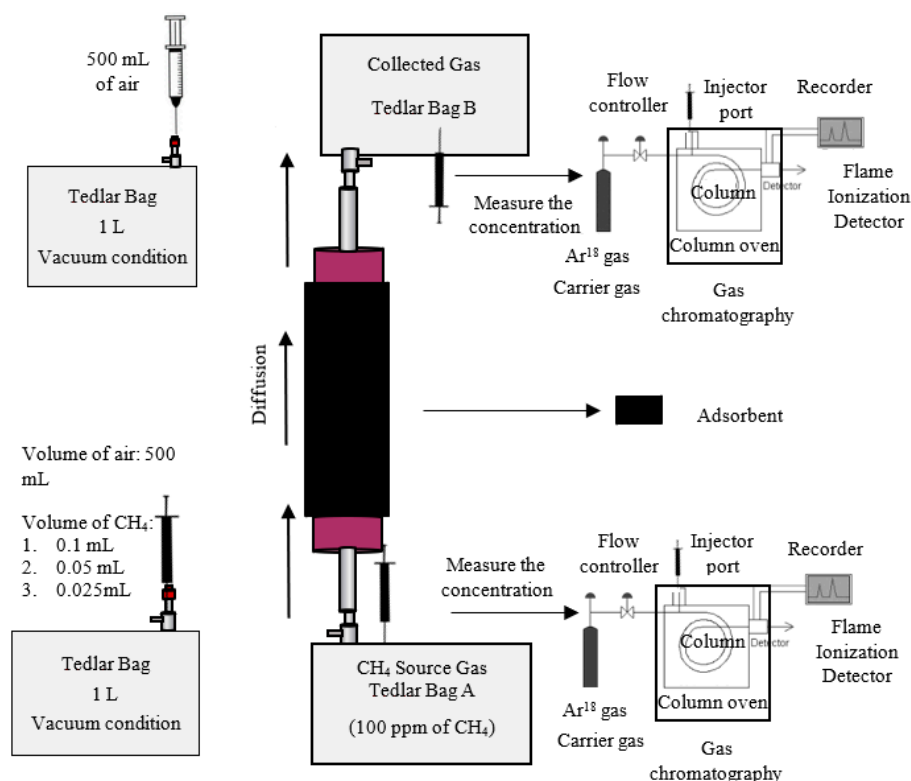 500 mL
of air
Tedlar Bag
1 L
Vacuum condition
Collected Gas
Tedlar Bag B
Flow
controller
Injector
port
Recorder
Column
Detector
Column oven
Flame
Ionization
Detector
Measure the
concentration
Ar¹⁸ gas
Carrier gas
Gas
chromatography
Diffusion
Adsorbent
Volume of air: 500
mL
Volume of CH₄:
1. 0.1 mL
2. 0.05 mL
3. 0.025mL
Tedlar Bag
1 L
Vacuum condition
CH₄ Source Gas
Tedlar Bag A
(100 ppm of CH₄)
Measure the
concentration
Flow
controller
Injector
port
Recorder
Column
Detector
Column oven
Flame
Ionization
Detector
Ar¹⁸ gas
Carrier gas
Gas
chromatography